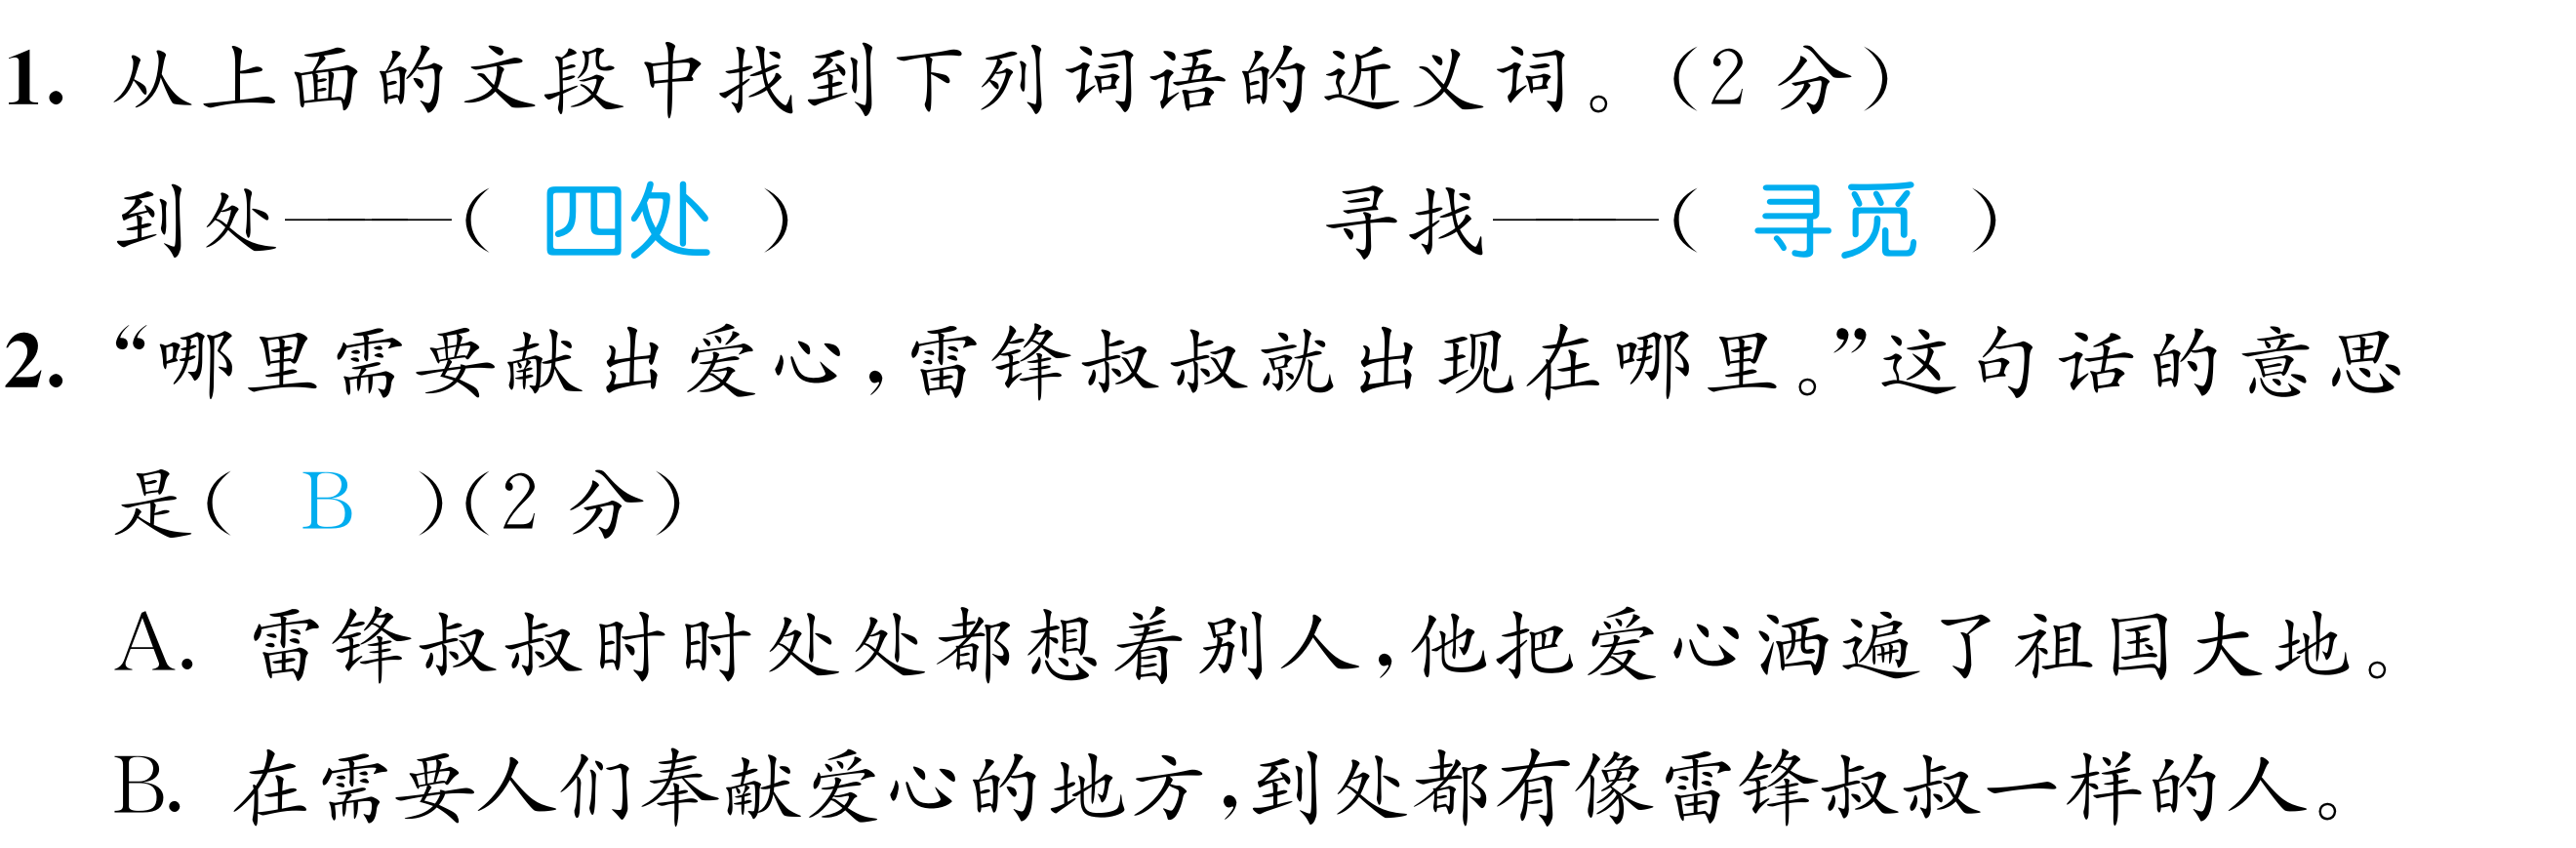 1. 从上面的文段中找到下列词语的近义词。(2 分)
到处——( 四处 ) 寻找——( 寻觅 )
2. “哪里需要献出爱心,雷锋叔叔就出现在哪里。”这句话的意思
是( B )(2 分)
A. 雷锋叔叔时时处处都想着别人,他把爱心洒遍了祖国大地。
B. 在需要人们奉献爱心的地方,到处都有像雷锋叔叔一样的人。